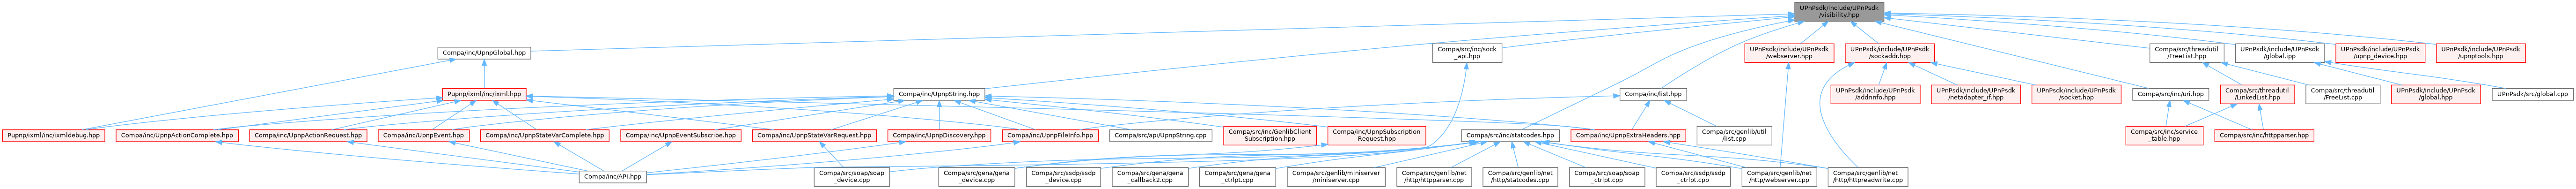 UPnPsdk/include/UPnPsdk
/visibility.hpp
Compa/inc/UpnpGlobal.hpp
Compa/src/inc/sock
_api.hpp
UPnPsdk/include/UPnPsdk
/webserver.hpp
UPnPsdk/include/UPnPsdk
/sockaddr.hpp
Compa/src/threadutil
/FreeList.hpp
UPnPsdk/include/UPnPsdk
/global.ipp
UPnPsdk/include/UPnPsdk
/upnp_device.hpp
UPnPsdk/include/UPnPsdk
/upnptools.hpp
Pupnp/ixml/inc/ixml.hpp
Compa/inc/UpnpString.hpp
Compa/inc/list.hpp
UPnPsdk/include/UPnPsdk
/addrinfo.hpp
UPnPsdk/include/UPnPsdk
/netadapter_if.hpp
UPnPsdk/include/UPnPsdk
/socket.hpp
Compa/src/inc/uri.hpp
Compa/src/threadutil
/LinkedList.hpp
Compa/src/threadutil
/FreeList.cpp
UPnPsdk/include/UPnPsdk
/global.hpp
UPnPsdk/src/global.cpp
Pupnp/ixml/inc/ixmldebug.hpp
Compa/inc/UpnpActionComplete.hpp
Compa/inc/UpnpActionRequest.hpp
Compa/inc/UpnpEvent.hpp
Compa/inc/UpnpStateVarComplete.hpp
Compa/inc/UpnpEventSubscribe.hpp
Compa/inc/UpnpStateVarRequest.hpp
Compa/inc/UpnpDiscovery.hpp
Compa/inc/UpnpFileInfo.hpp
Compa/src/api/UpnpString.cpp
Compa/src/inc/GenlibClient
Subscription.hpp
Compa/inc/UpnpSubscription
Request.hpp
Compa/src/inc/statcodes.hpp
Compa/inc/UpnpExtraHeaders.hpp
Compa/src/genlib/util
/list.cpp
Compa/src/inc/service
_table.hpp
Compa/src/inc/httpparser.hpp
Compa/inc/API.hpp
Compa/src/soap/soap
_device.cpp
Compa/src/gena/gena
_device.cpp
Compa/src/ssdp/ssdp
_device.cpp
Compa/src/gena/gena
_callback2.cpp
Compa/src/gena/gena
_ctrlpt.cpp
Compa/src/genlib/miniserver
/miniserver.cpp
Compa/src/genlib/net
/http/httpparser.cpp
Compa/src/genlib/net
/http/statcodes.cpp
Compa/src/soap/soap
_ctrlpt.cpp
Compa/src/ssdp/ssdp
_ctrlpt.cpp
Compa/src/genlib/net
/http/webserver.cpp
Compa/src/genlib/net
/http/httpreadwrite.cpp